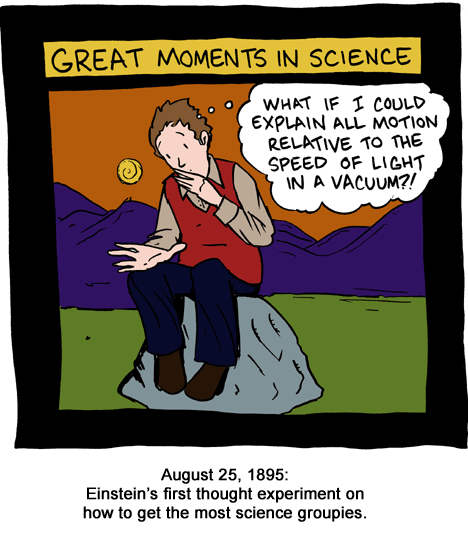 GREAT MOMENTS IN SCIENCE
WHAT IF I COULD
EXPLAIN ALL MOTION
RELATIVE TO THE
SPEED OF LIGHT
IN A VACUUM?!
August 25, 1895:
Einstein's first thought experiment on
how to get the most science groupies.